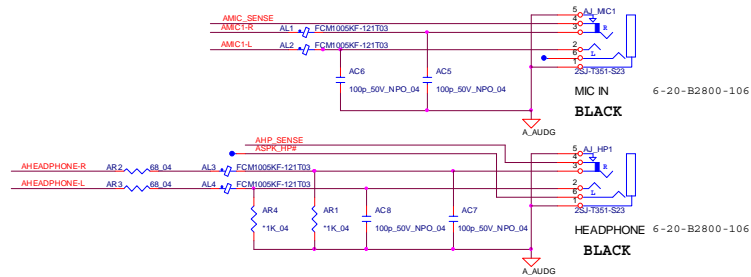 AJ_MIC1
5
AMIC_SENSE
4
AMIC1-R AL1 FCM1005KF-121T03
3
R
AMIC1-L AL2 FCM1005KF-121T03
2
L
6
1
2SJ-T351-S23
AC6
100p_50V_NPO_04
AC5
100p_50V_NPO_04
MIC IN 6-20-B2800-106
BLACK
A_AUDG
AHP_SENSE
ASPK_HP#
AJ_HP1
5
4
AHEADPHONE-R AR2 68_04 AL3 FCM1005KF-121T03
3
R
AHEADPHONE-L AR3 68_04 AL4 FCM1005KF-121T03
2
L
6
1
2SJ-T351-S23
AR4
*1K_04
AR1
*1K_04
AC8
100p_50V_NPO_04
AC7
100p_50V_NPO_04
HEADPHONE 6-20-B2800-106
BLACK
A_AUDG